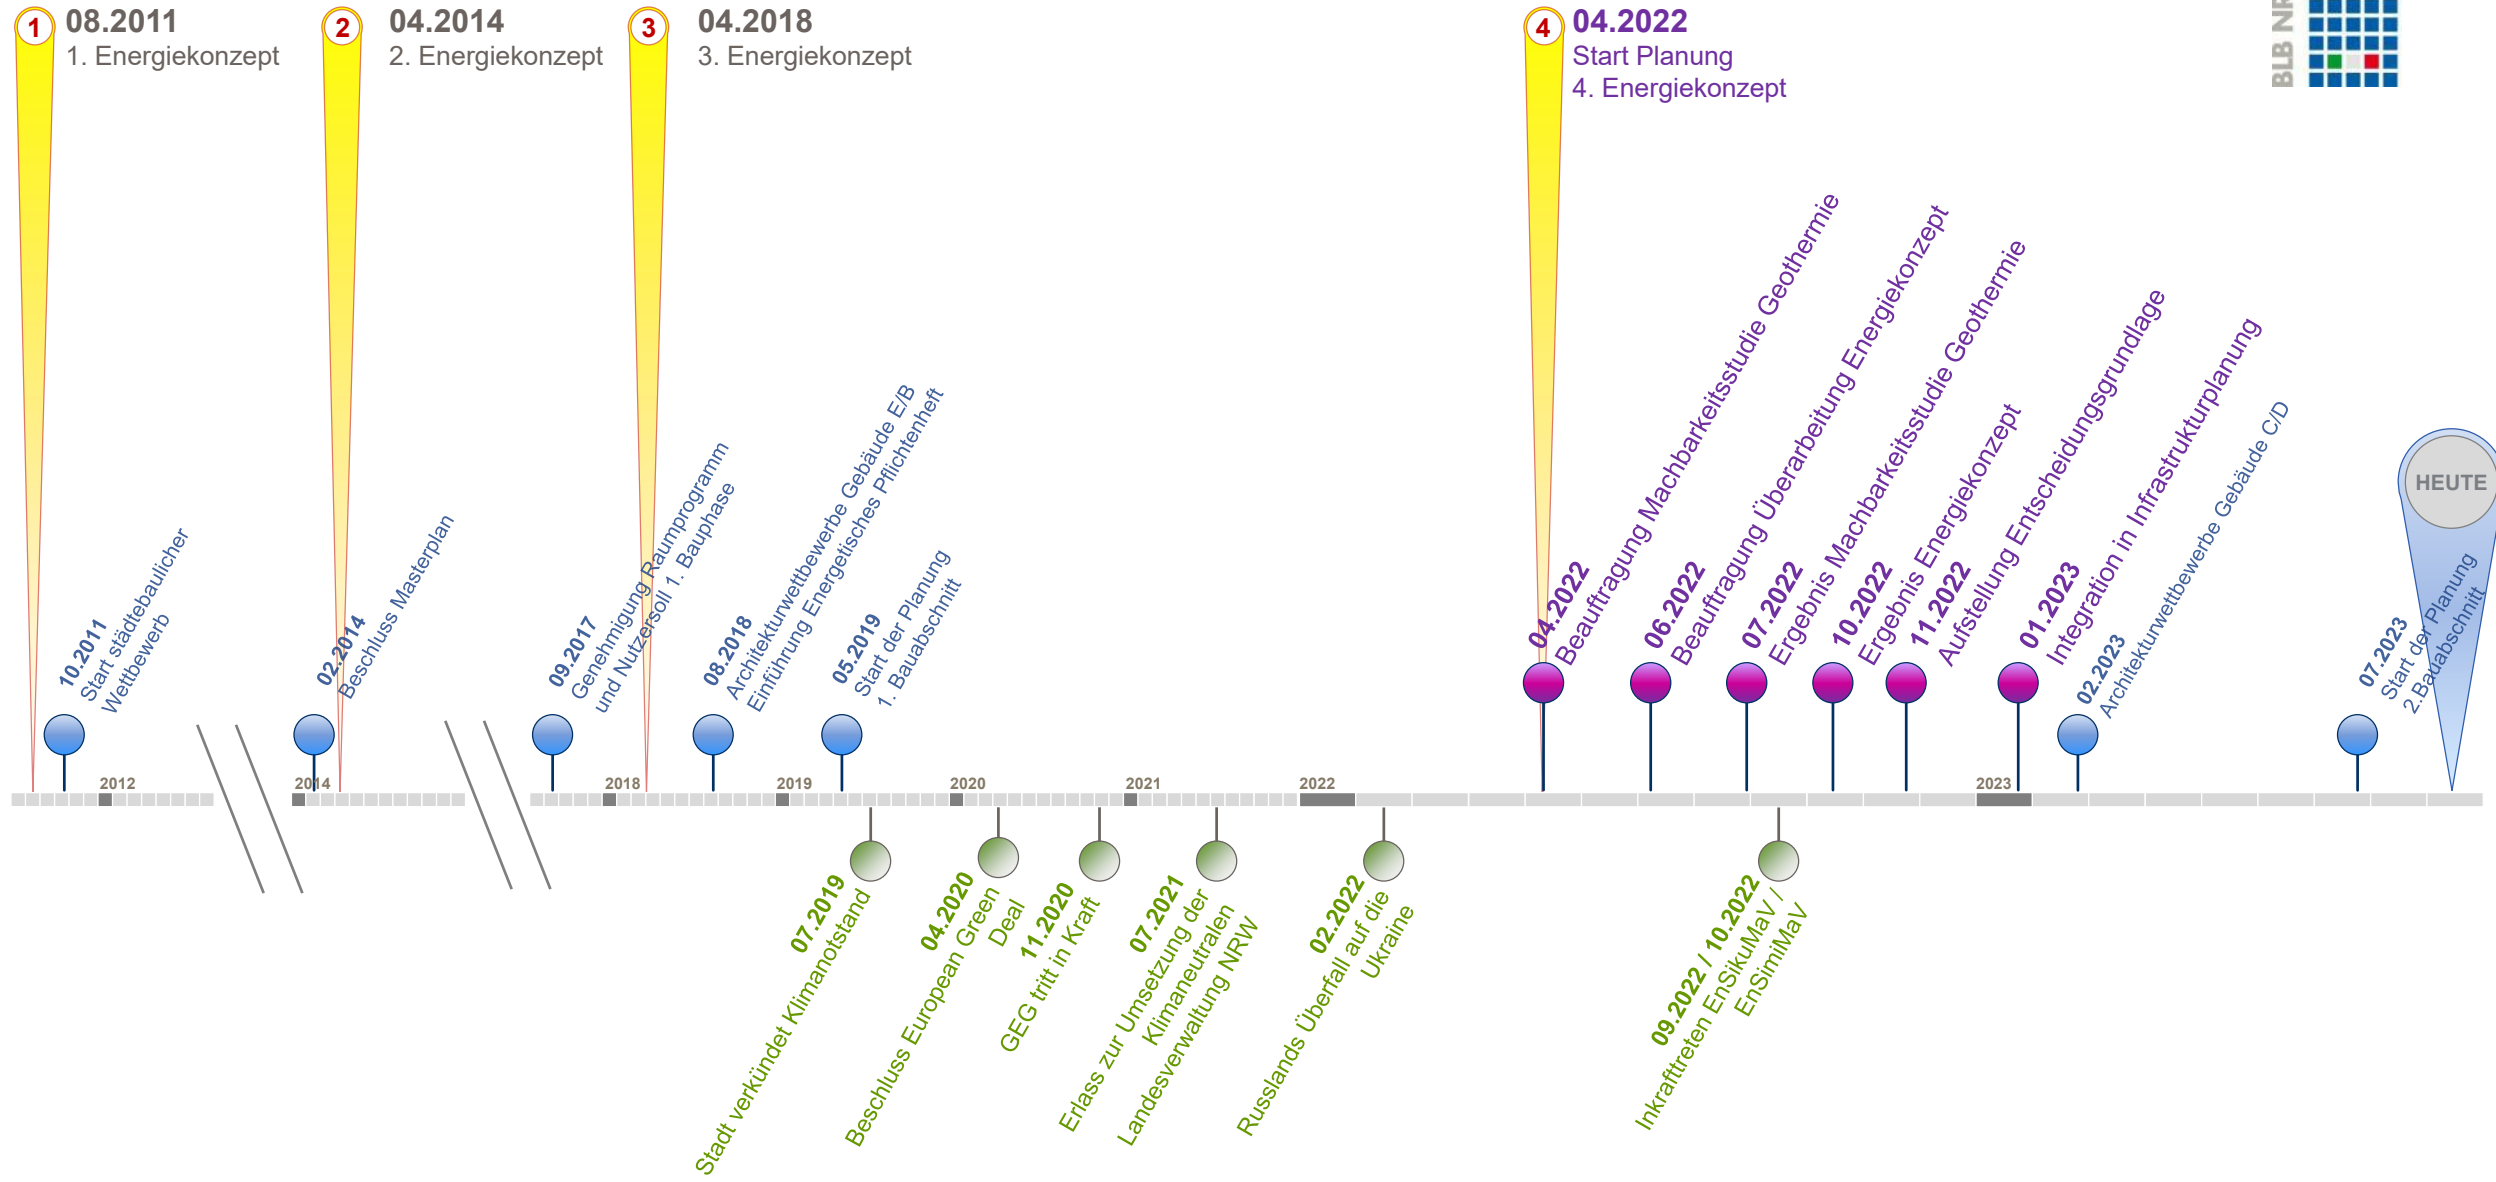 1
08.2011
1. Energiekonzept
2
04.2014
2. Energiekonzept
3
04.2018
3. Energiekonzept
4
04.2022
Start Planung
4. Energiekonzept
10.2011
Start städtebaulicher
Wettbewerb
02.2014
Beschluss Masterplan
09.2017
Genehmigung Raumprogramm
und Nutzersoll 1. Bauphase
08.2018
Architekturwettbewerbe Gebäude E/B
Einführung Energetisches Pflichtenheft
05.2019
Start der Planung
1. Bauabschnitt
04.2022
Beauftragung Machbarkeitsstudie Geothermie
06.2022
Beauftragung Überarbeitung Energiekonzept
07.2022
Ergebnis Machbarkeitsstudie Geothermie
10.2022
Ergebnis Energiekonzept
11.2022
Aufstellung Entscheidungsgrundlage
01.2023
Integration in Infrastrukturplanung
02.2023
Architekturwettbewerbe Gebäude C/D
07.2023
Start der Planung
2.Bauabschnitt
HEUTE
2012
2014
2018
2019
2020
2021
2022
2023
07.2019
Stadt verkündet Klimanotstand
04.2020
Beschluss European Green
Deal
11.2020
GEG tritt in Kraft
07.2021
Erlass zur Umsetzung der
Klimaneutralen
Landesverwaltung NRW
02.2022
Russlands Überfall auf die
Ukraine
09.2022 / 10.2022
Inkrafttreten EnSikuMaV /
EnSimiMaV